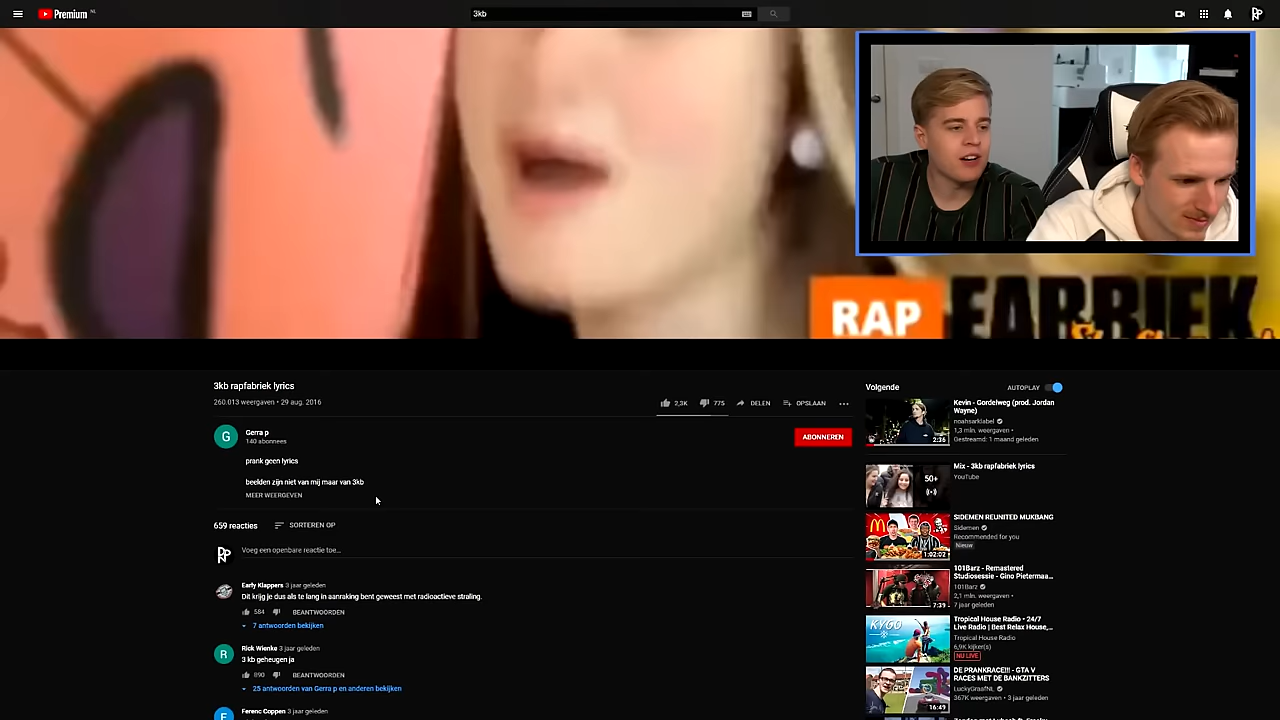 Premium NL
3kb
RAP
FABRIEK
3kb rapfabriek lyrics
260.013 weergaven • 29 aug. 2016
2,3K
775
DELEN
OPSLAAN
G
Gerra p
140 abonnees
ABONNEREN
prank geen lyrics
beelden zijn niet van mij maar van 3kb
MEER WEERGEVEN
659 reacties
SORTEREN OP
Voeg een openbare reactie toe...
Early Klappers 3 jaar geleden
Dit krijg je dus als te lang in aanraking bent geweest met radioactieve straling.
584
BEANTWOORDEN
7 antwoorden bekijken
R
Rick Wienke 3 jaar geleden
3 kb geheugen ja
890
BEANTWOORDEN
25 antwoorden van Gerra p en anderen bekijken
Ferenc Coppen 3 jaar geleden
Volgende
AUTOPLAY
Kevin - Gordelweg (prod. Jordan
Wayne)
noahsarklabel
1,3 mln. weergaven •
Gestreamd: 1 maand geleden
2:36
Mix - 3kb rapfabriek lyrics
YouTube
50+
SIDEMEN REUNITED MUKBANG
Sidemen
Recommended for you
Nieuw
1:02:02
101Barz - Remastered
Studiosessie - Gino Pietermaa...
101Barz
2,1 mln. weergaven •
7 jaar geleden
7:39
Tropical House Radio • 24/7
Live Radio | Best Relax House,...
Tropical House Radio
6,9K kijker(s)
NU LIVE
KYGO
DE PRANKRACE!!! - GTA V
RACES MET DE BANKZITTERS
LuckyGraafNL
367K weergaven • 3 jaar geleden
16:49